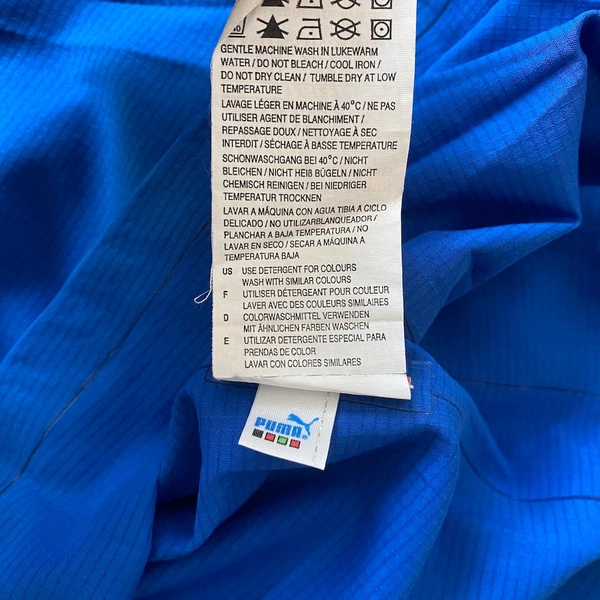 GENTLE MACHINE WASH IN LUKEWARM
WATER / DO NOT BLEACH / COOL IRON /
DO NOT DRY CLEAN / TUMBLE DRY AT LOW
TEMPERATURE
LAVAGE LÉGER EN MACHINE À 40°C / NE PAS
UTILISER AGENT DE BLANCHIMENT /
REPASSAGE DOUX / NETTOYAGE À SEC
INTERDIT / SÉCHAGE À BASSE TEMPERATURE
SCHONWASCHGANG BEI 40°C / NICHT
BLEICHEN / NICHT HEIß BÜGELN / NICHT
CHEMISCH REINIGEN / BEI NIEDRIGER
TEMPERATUR TROCKNEN
LAVAR A MÁQUINA CON AGUA TIBIA A CICLO
DELICADO / NO UTILIZARBLANQUEADOR /
PLANCHAR A BAJA TEMPERATURA / NO
LAVAR EN SECO / SECAR A MÁQUINA A
TEMPERATURA BAJA
US USE DETERGENT FOR COLOURS
WASH WITH SIMILAR COLOURS
F UTILISER DÉTERGEANT POUR COULEUR
LAVER AVEC DES COULEURS SIMILAIRES
D COLORWASCHMITTEL VERWENDEN
MIT ÄHNLICHEN FARBEN WASCHEN
E UTILIZAR DETERGENTE ESPECIAL PARA
PRENDAS DE COLOR
LAVAR CON COLORES SIMILARES
PUMA®